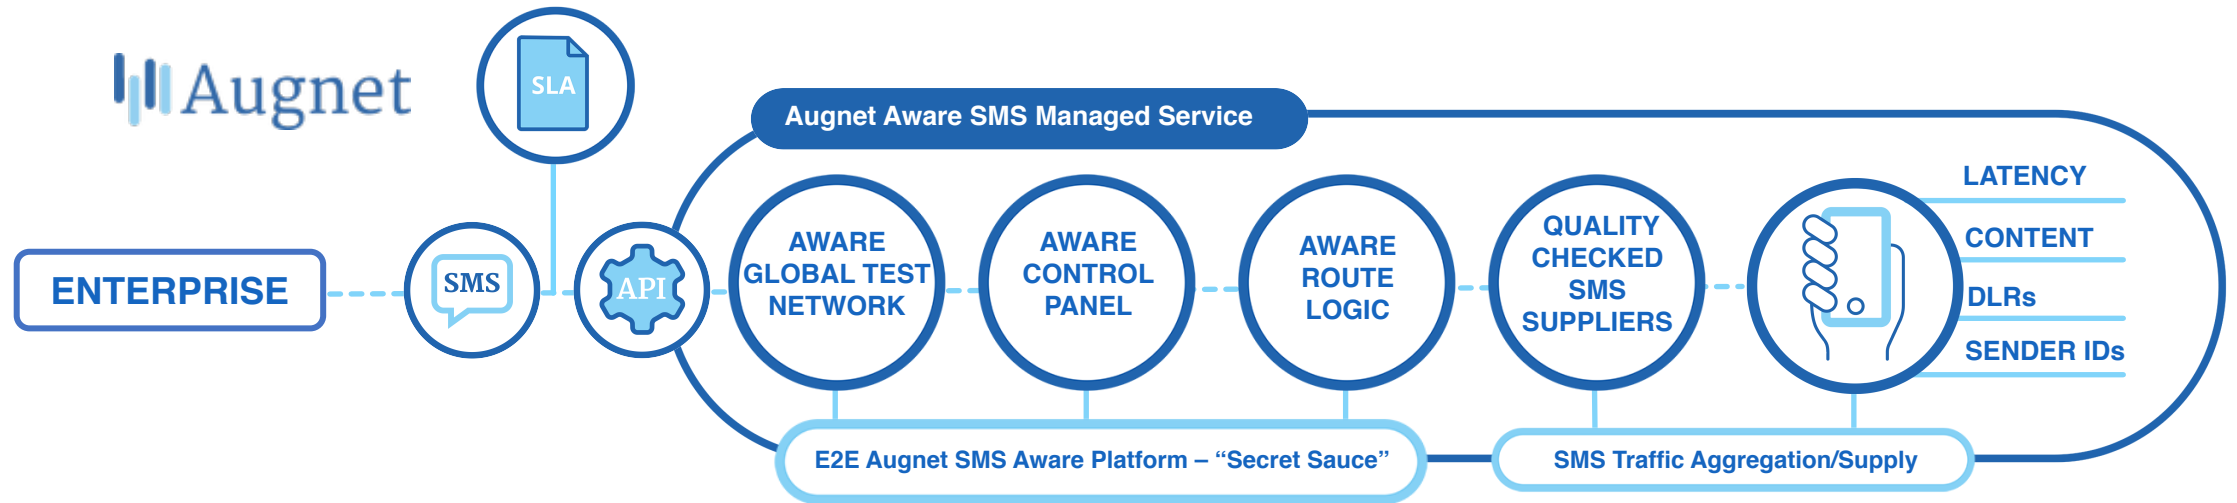 Augnet
SLA
Augnet Aware SMS Managed Service
ENTERPRISE
SMS
API
AWARE
GLOBAL TEST
NETWORK
AWARE
CONTROL
PANEL
AWARE
ROUTE
LOGIC
QUALITY
CHECKED
SMS
SUPPLIERS
LATENCY
CONTENT
DLRs
SENDER IDs
E2E Augnet SMS Aware Platform – “Secret Sauce”
SMS Traffic Aggregation/Supply